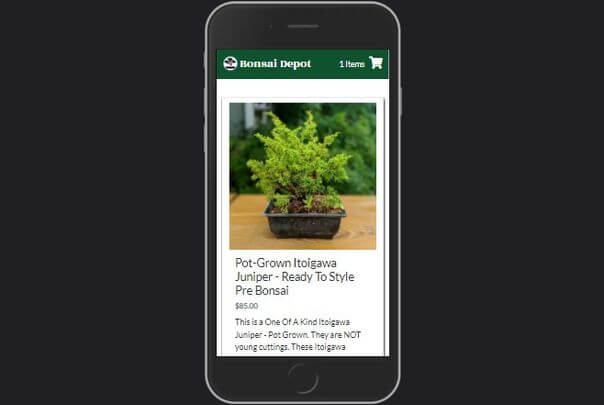 Bonsai Depot
1 Items
Pot-Grown Itoigawa
Juniper - Ready To Style
Pre Bonsai
$85.00
This is a One Of A Kind Itoigawa
Juniper - Pot Grown. They are NOT
young cuttings. These Itoigawa